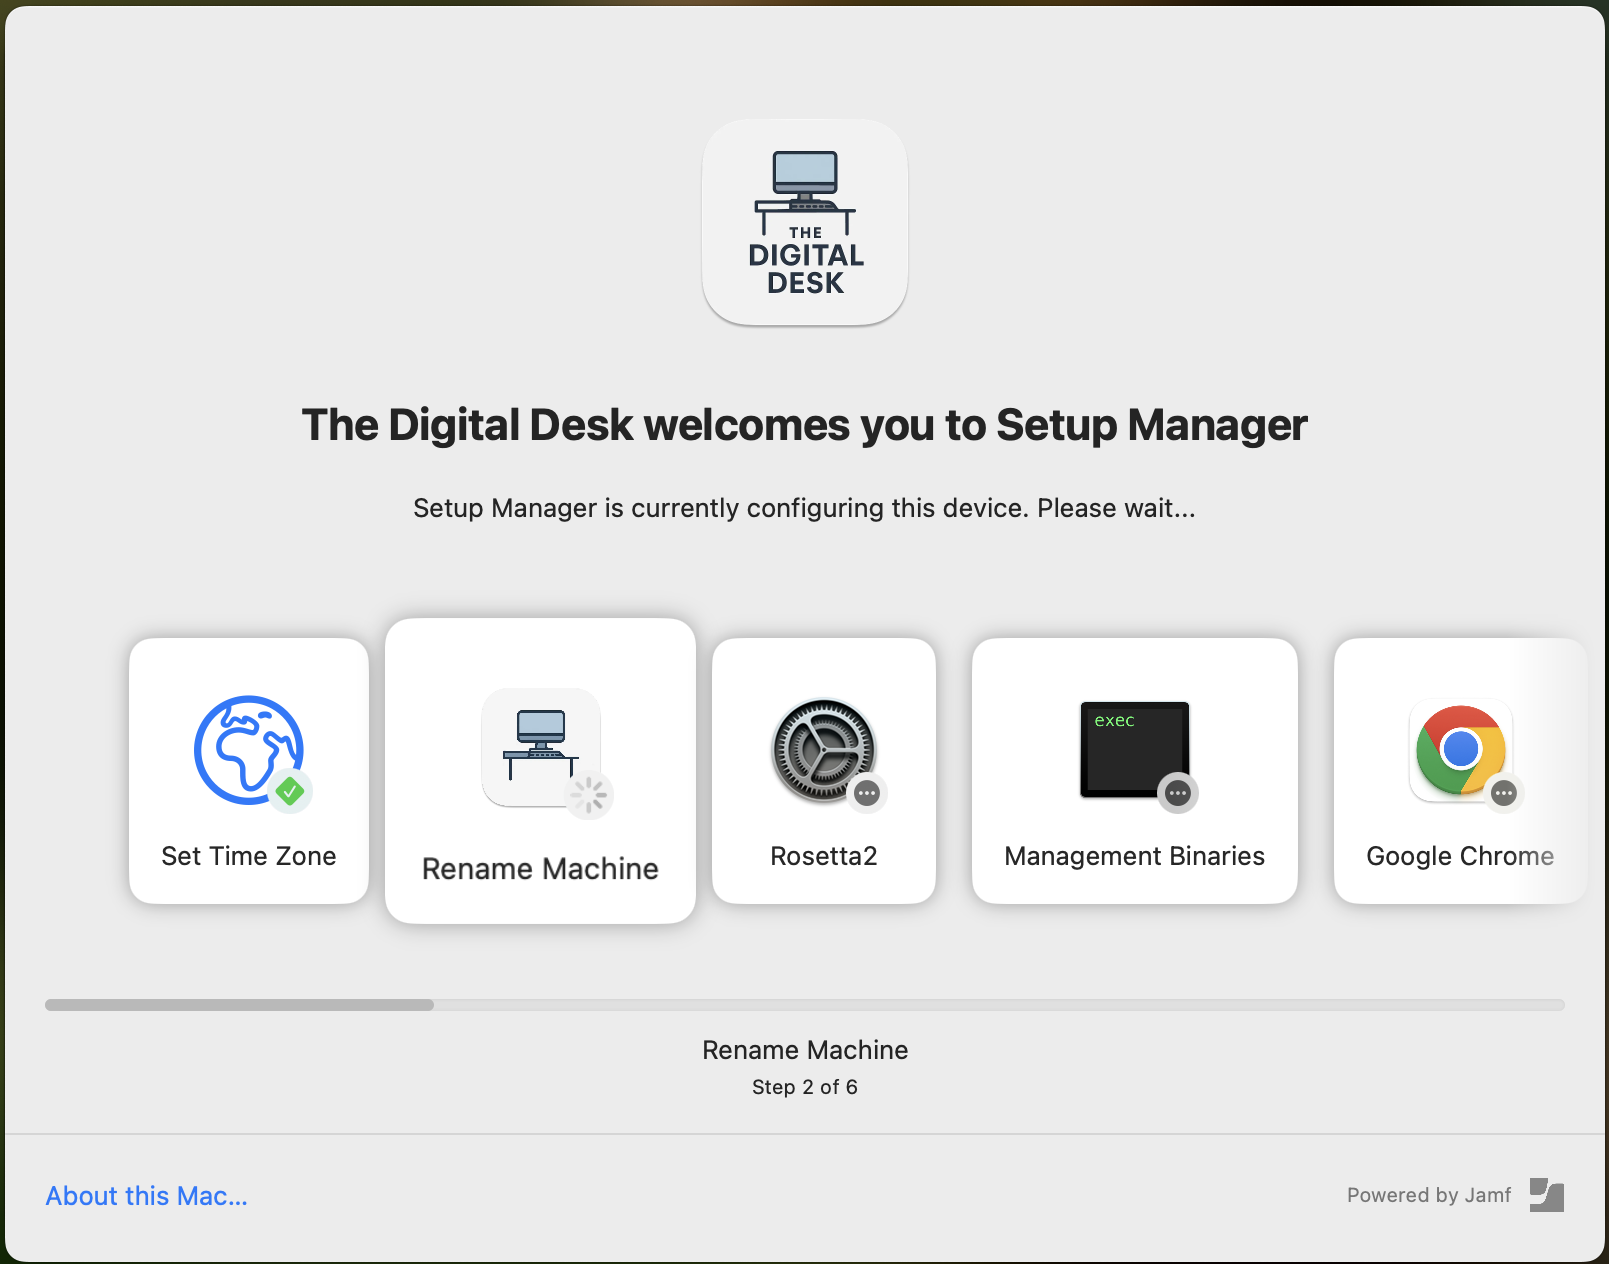 THE
DIGITAL
DESK
The Digital Desk welcomes you to Setup Manager
Setup Manager is currently configuring this device. Please wait...
exec
Set Time Zone
Rename Machine
Rosetta2
Management Binaries
Google Chrome
Rename Machine
Step 2 of 6
About this Mac...
Powered by Jamf